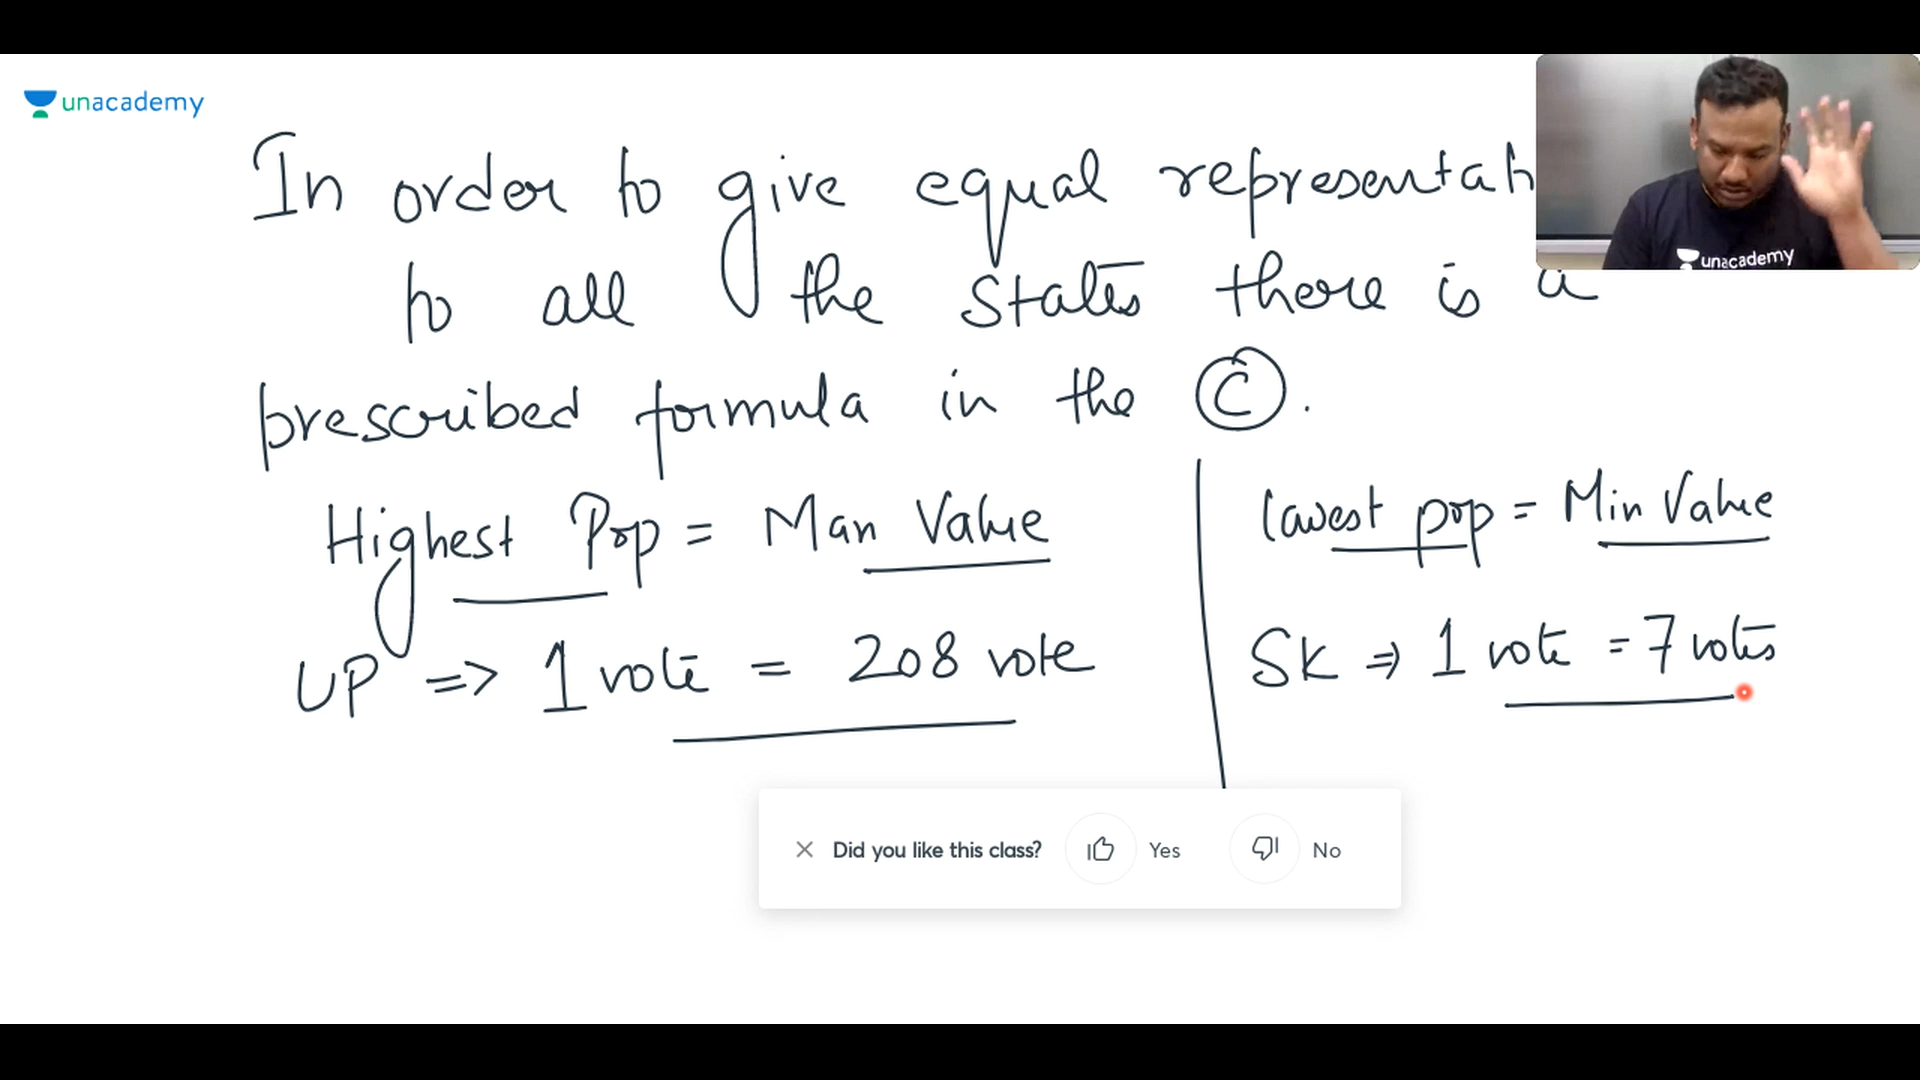 unacademy
In order to give equal representati
unacademy
to all the states there is a
prescribed formula in the C.
Highest Pop = Man Value
lowest pop = Min Value
UP => 1 vote = 208 vote
SK => 1 vote = 7 votes
Did you like this class? Yes No